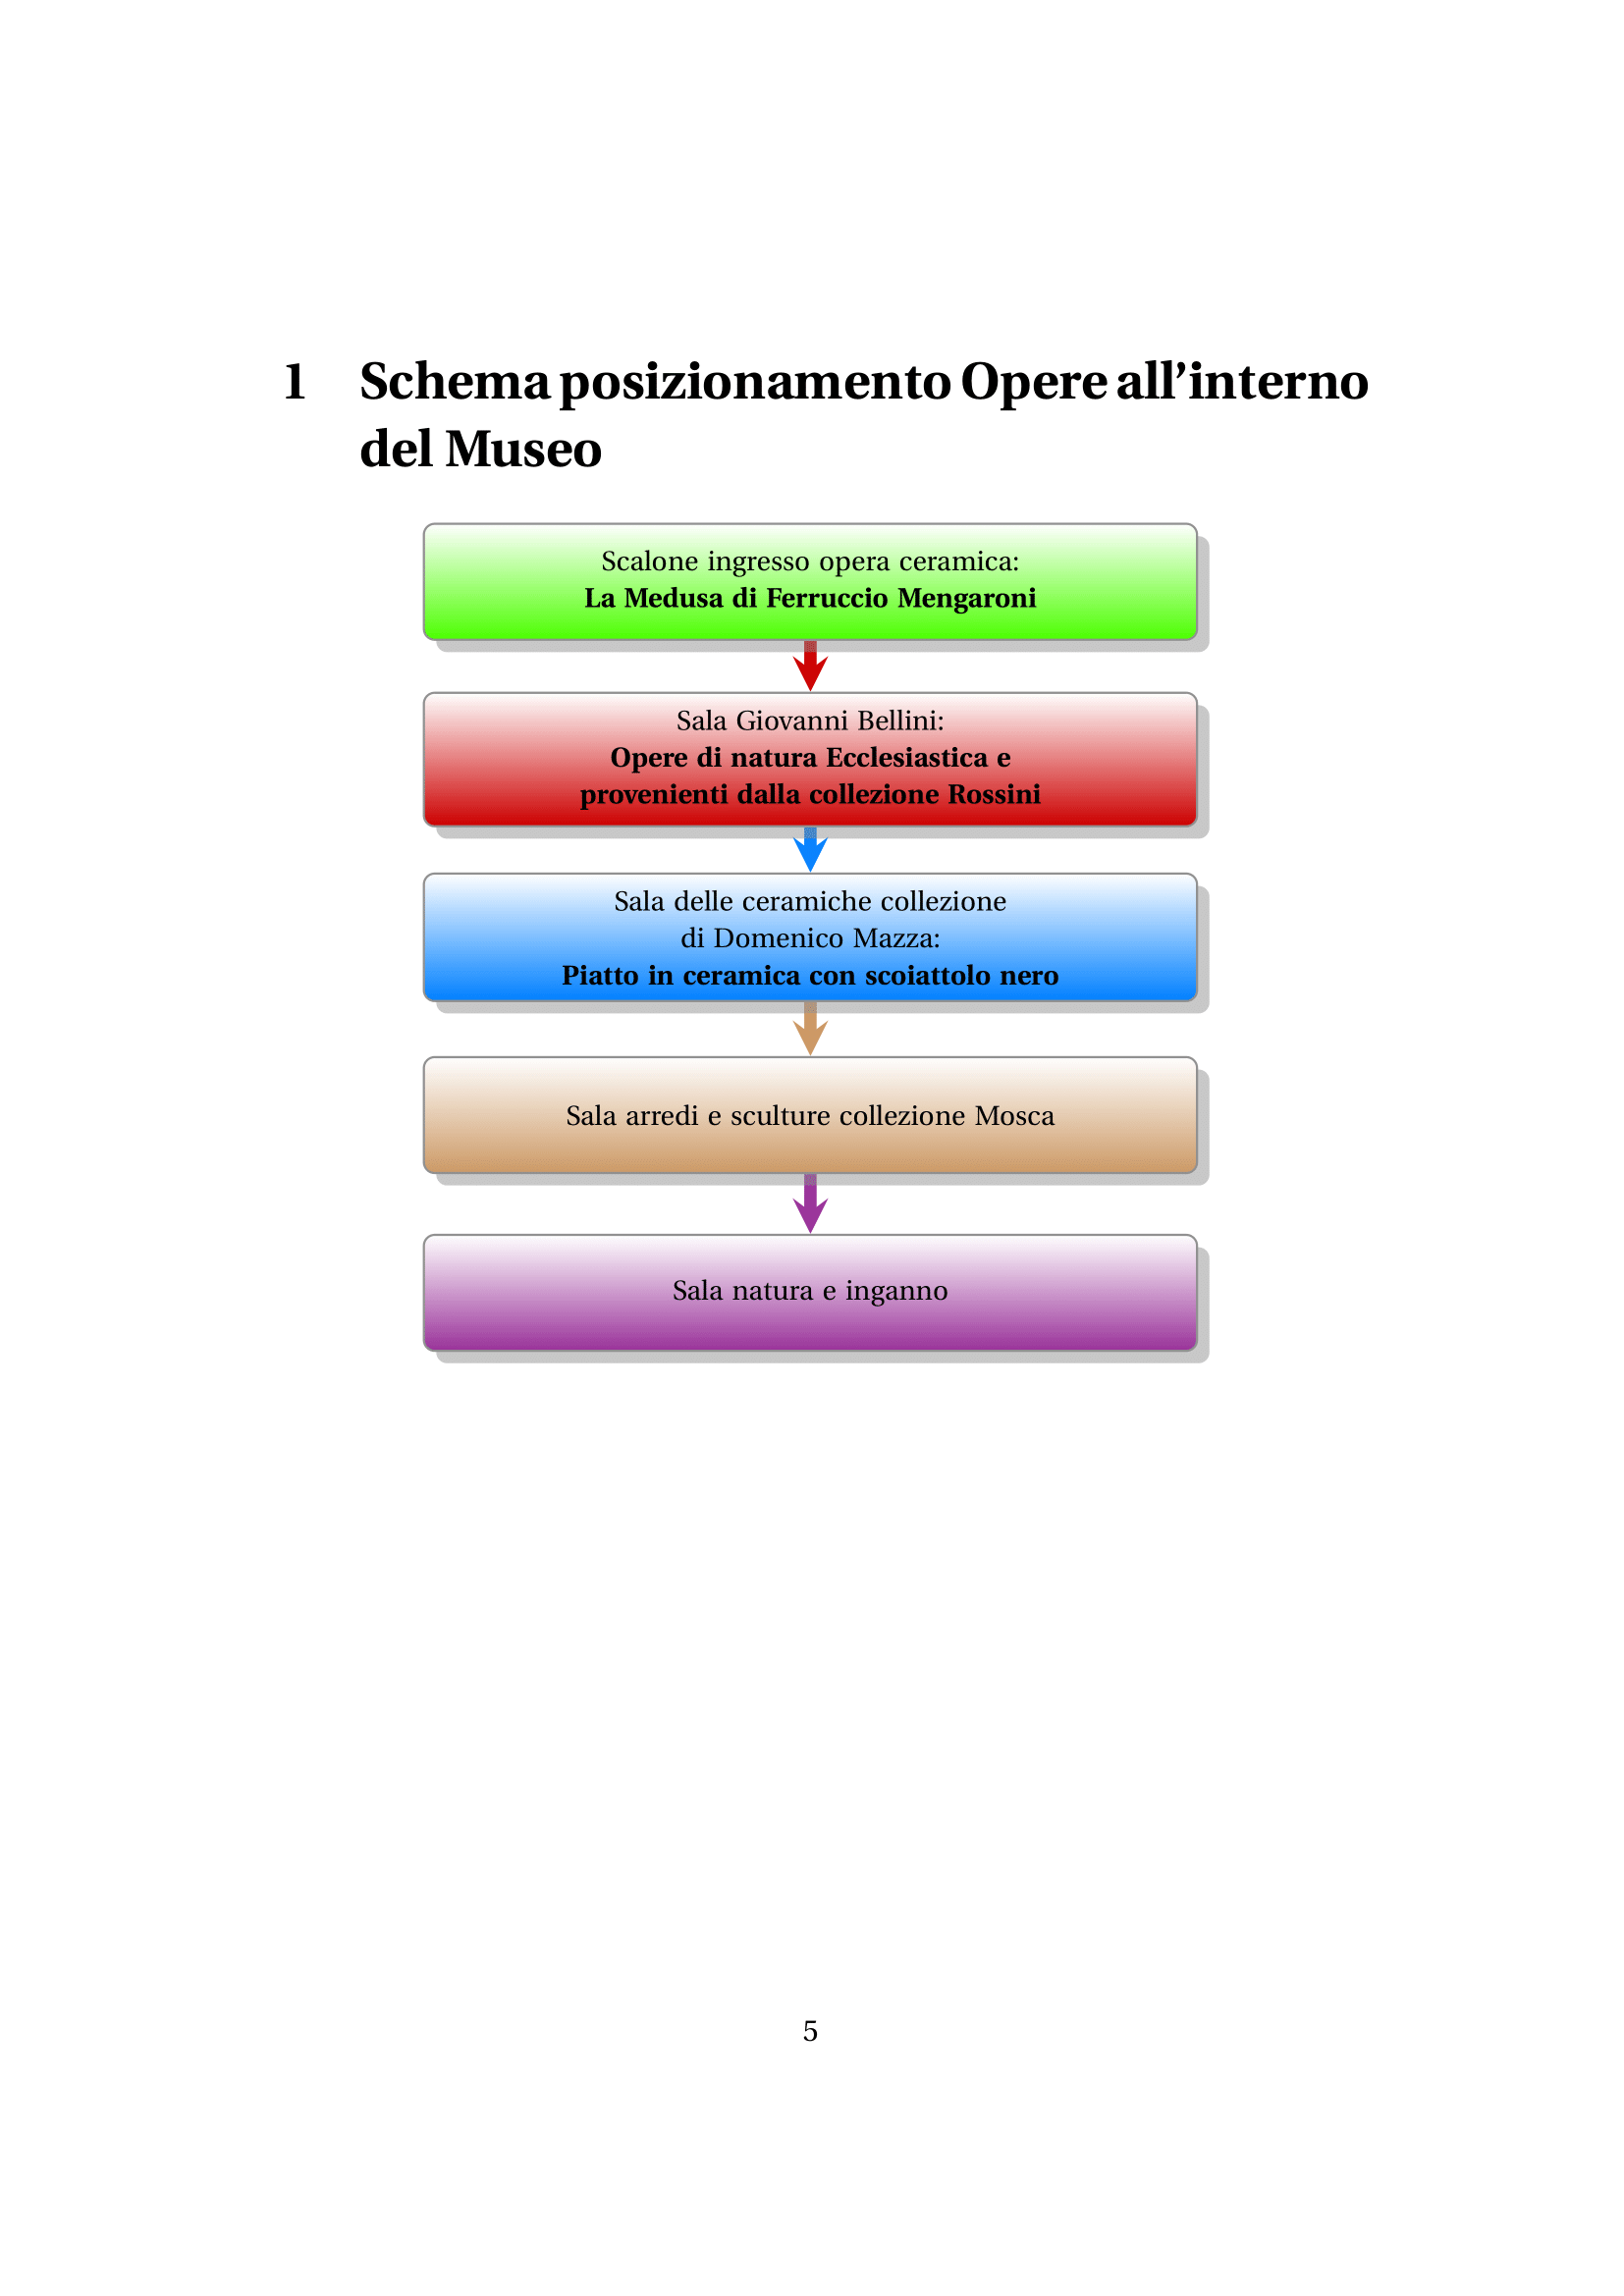 1 Schema posizionamento Opere all’interno
del Museo
Scalone ingresso opera ceramica:
La Medusa di Ferruccio Mengaroni
Sala Giovanni Bellini:
Opere di natura Ecclesiastica e
provenienti dalla collezione Rossini
Sala delle ceramiche collezione
di Domenico Mazza:
Piatto in ceramica con scoiattolo nero
Sala arredi e sculture collezione Mosca
Sala natura e inganno
5